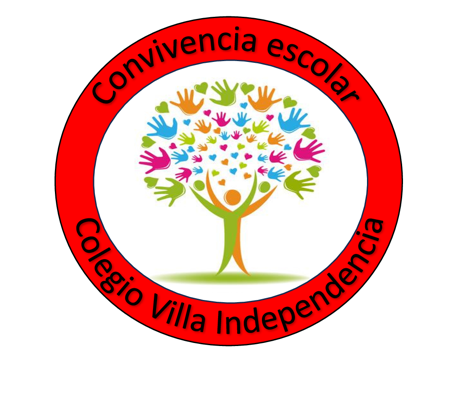 Convivencia escolar
Colegio Villa Independencia